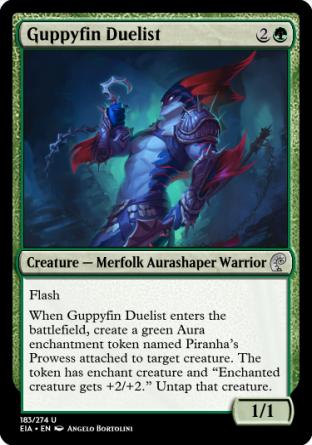 Guppyfin Duelist 2
Creature — Merfolk Aurashaper Warrior
Flash
When Guppyfin Duelist enters the
battlefield, create a green Aura
enchantment token named Piranha's
Prowess attached to target creature. The
token has enchant creature and “Enchanted
creature gets +2/+2.” Untap that creature.
1/1
183/274 U
EIA • EN Angelo Bortolini